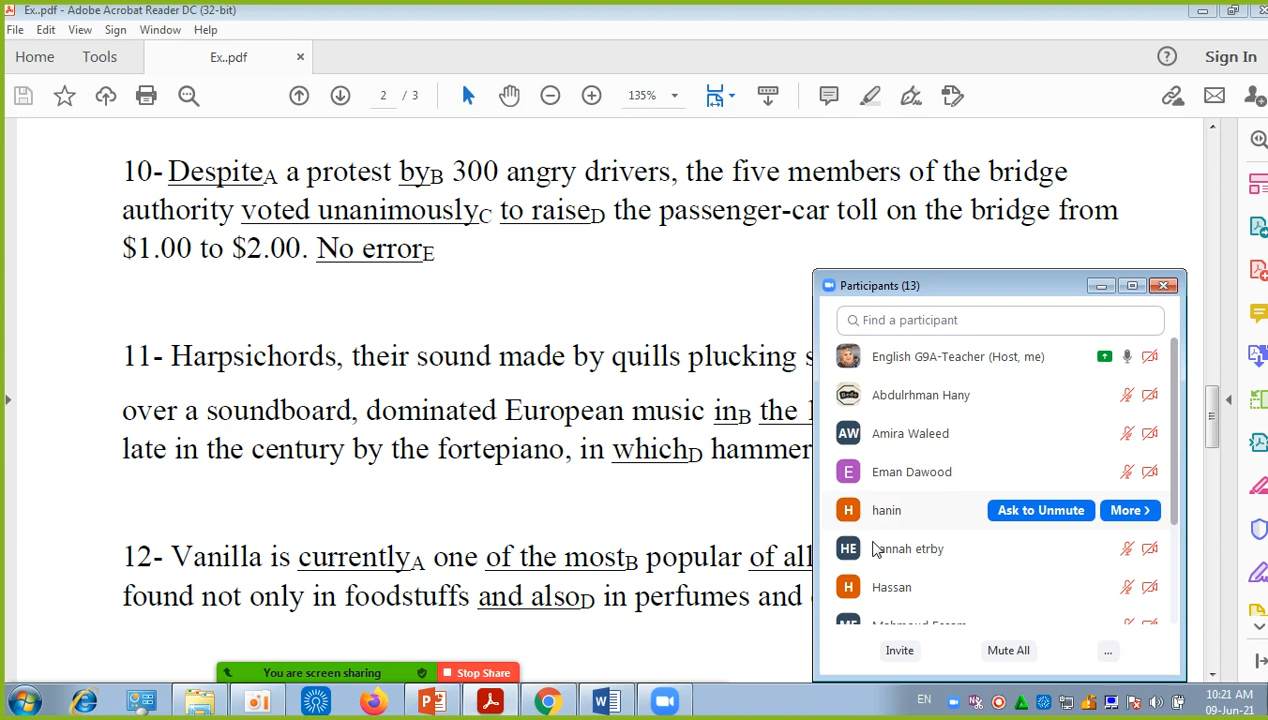 Ex..pdf - Adobe Acrobat Reader DC (32-bit)
File Edit View Sign Window Help
Home Tools Ex..pdf × Sign In
2 / 3 135%
10- DespiteA a protest byB 300 angry drivers, the five members of the bridge
authority voted unanimouslyC to raiseD the passenger-car toll on the bridge from
$1.00 to $2.00. No errorE
11- Harpsichords, their sound made by quills plucking
over a soundboard, dominated European music inB the
late in the century by the fortepiano, in whichD hammer
12- Vanilla is currentlyA one of the mostB popular of all
found not only in foodstuffs and alsoD in perfumes and
Participants (13)
Find a participant
English G9A-Teacher (Host, me)
Abdulrhman Hany
AW Amira Waleed
E Eman Dawood
H hanin Ask to Unmute More
HE annah etrby
H Hassan
Invite Mute All ...
You are screen sharing Stop Share
EN 10:21 AM
09-Jun-21